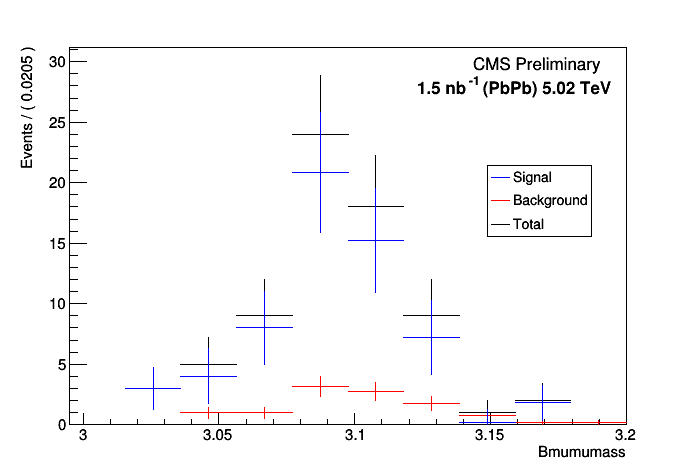 CMS Preliminary
1.5 nb⁻¹ (PbPb) 5.02 TeV
Events / ( 0.0205 )
30
25
20
15
10
5
0
Signal
Background
Total
3 3.05 3.1 3.15 3.2
Bmumumass